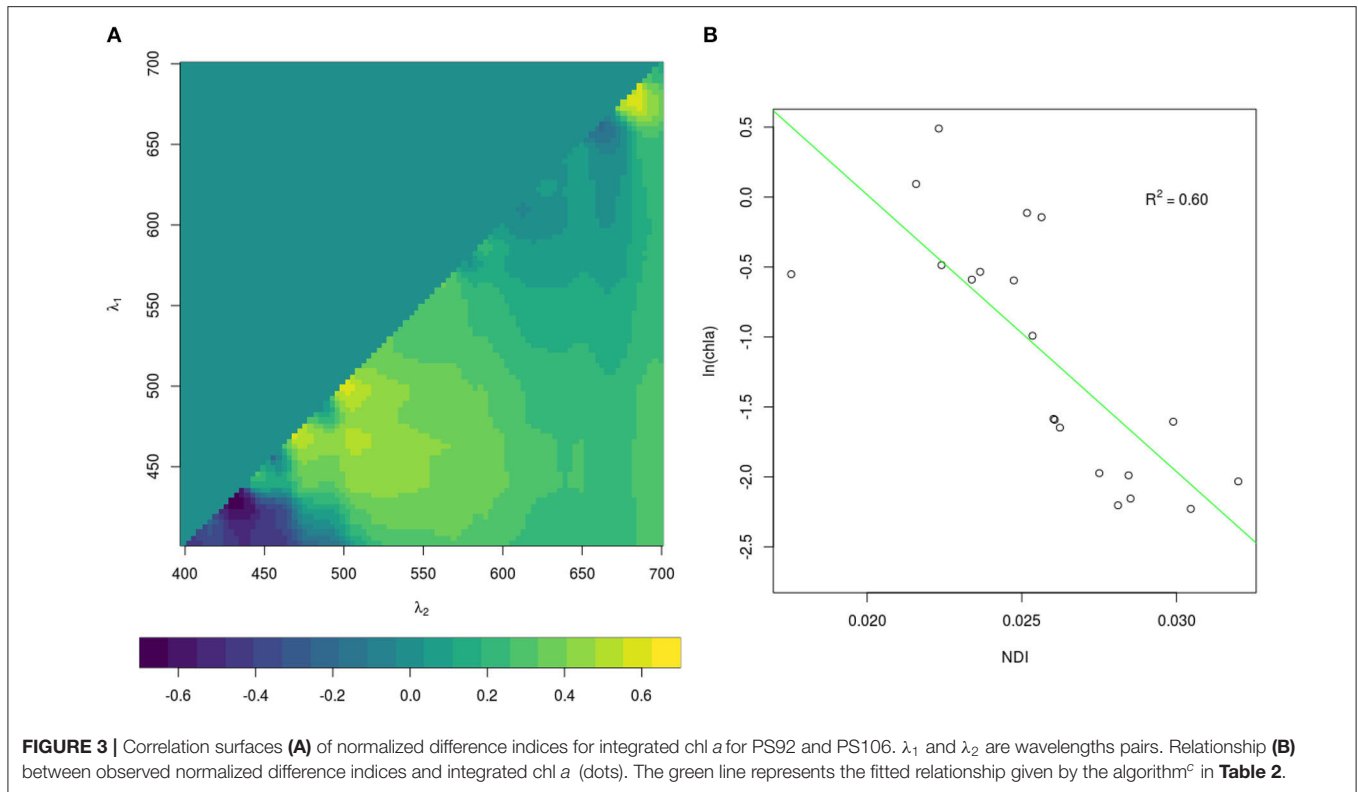 A
B
700
650
600
550
500
450
λ1
400 450 500 550 600 650 700
λ2
-0.6 -0.4 -0.2 0.0 0.2 0.4 0.6
0.5
0.0
-0.5
-1.0
-1.5
-2.0
-2.5
ln(chla)
R² = 0.60
0.020 0.025 0.030
NDI
FIGURE 3 | Correlation surfaces (A) of normalized difference indices for integrated chl a for PS92 and PS106. λ1 and λ2 are wavelengths pairs. Relationship (B)
between observed normalized difference indices and integrated chl a (dots). The green line represents the fitted relationship given by the algorithmᶜ in Table 2.